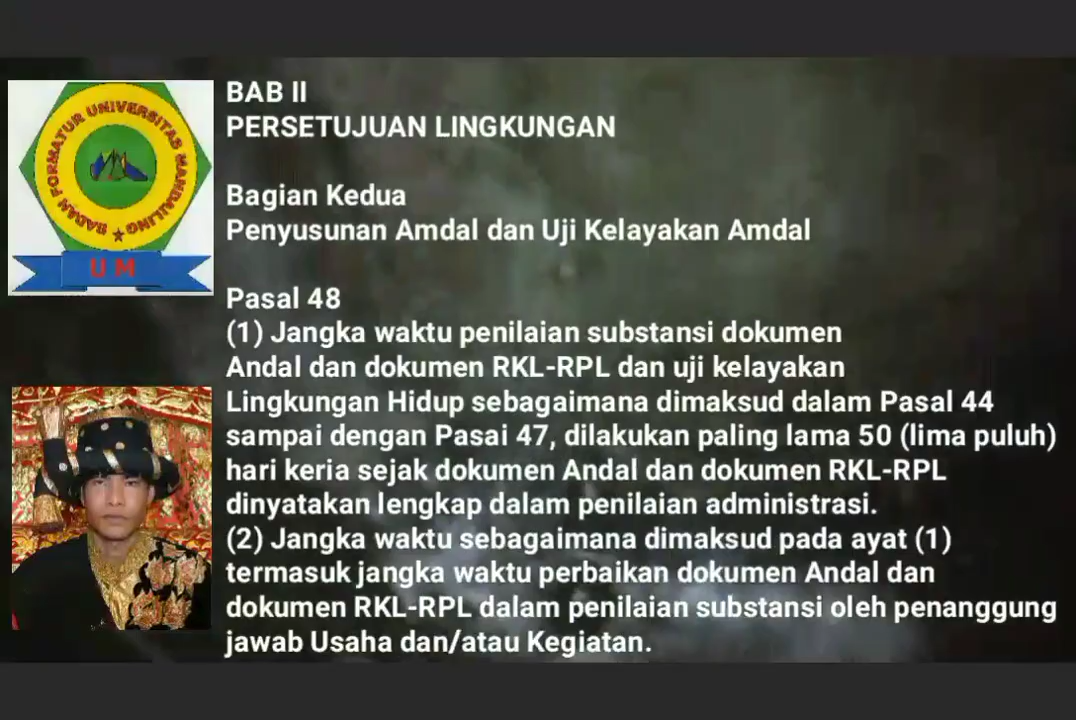 BADAN FORMATUR UNIVERSITAS MANDAILING
UM
BAB II
PERSETUJUAN LINGKUNGAN
Bagian Kedua
Penyusunan Amdal dan Uji Kelayakan Amdal
Pasal 48
(1) Jangka waktu penilaian substansi dokumen
Andal dan dokumen RKL-RPL dan uji kelayakan
Lingkungan Hidup sebagaimana dimaksud dalam Pasal 44
sampai dengan Pasai 47, dilakukan paling lama 50 (lima puluh)
hari keria sejak dokumen Andal dan dokumen RKL-RPL
dinyatakan lengkap dalam penilaian administrasi.
(2) Jangka waktu sebagaimana dimaksud pada ayat (1)
termasuk jangka waktu perbaikan dokumen Andal dan
dokumen RKL-RPL dalam penilaian substansi oleh penanggung
jawab Usaha dan/atau Kegiatan.